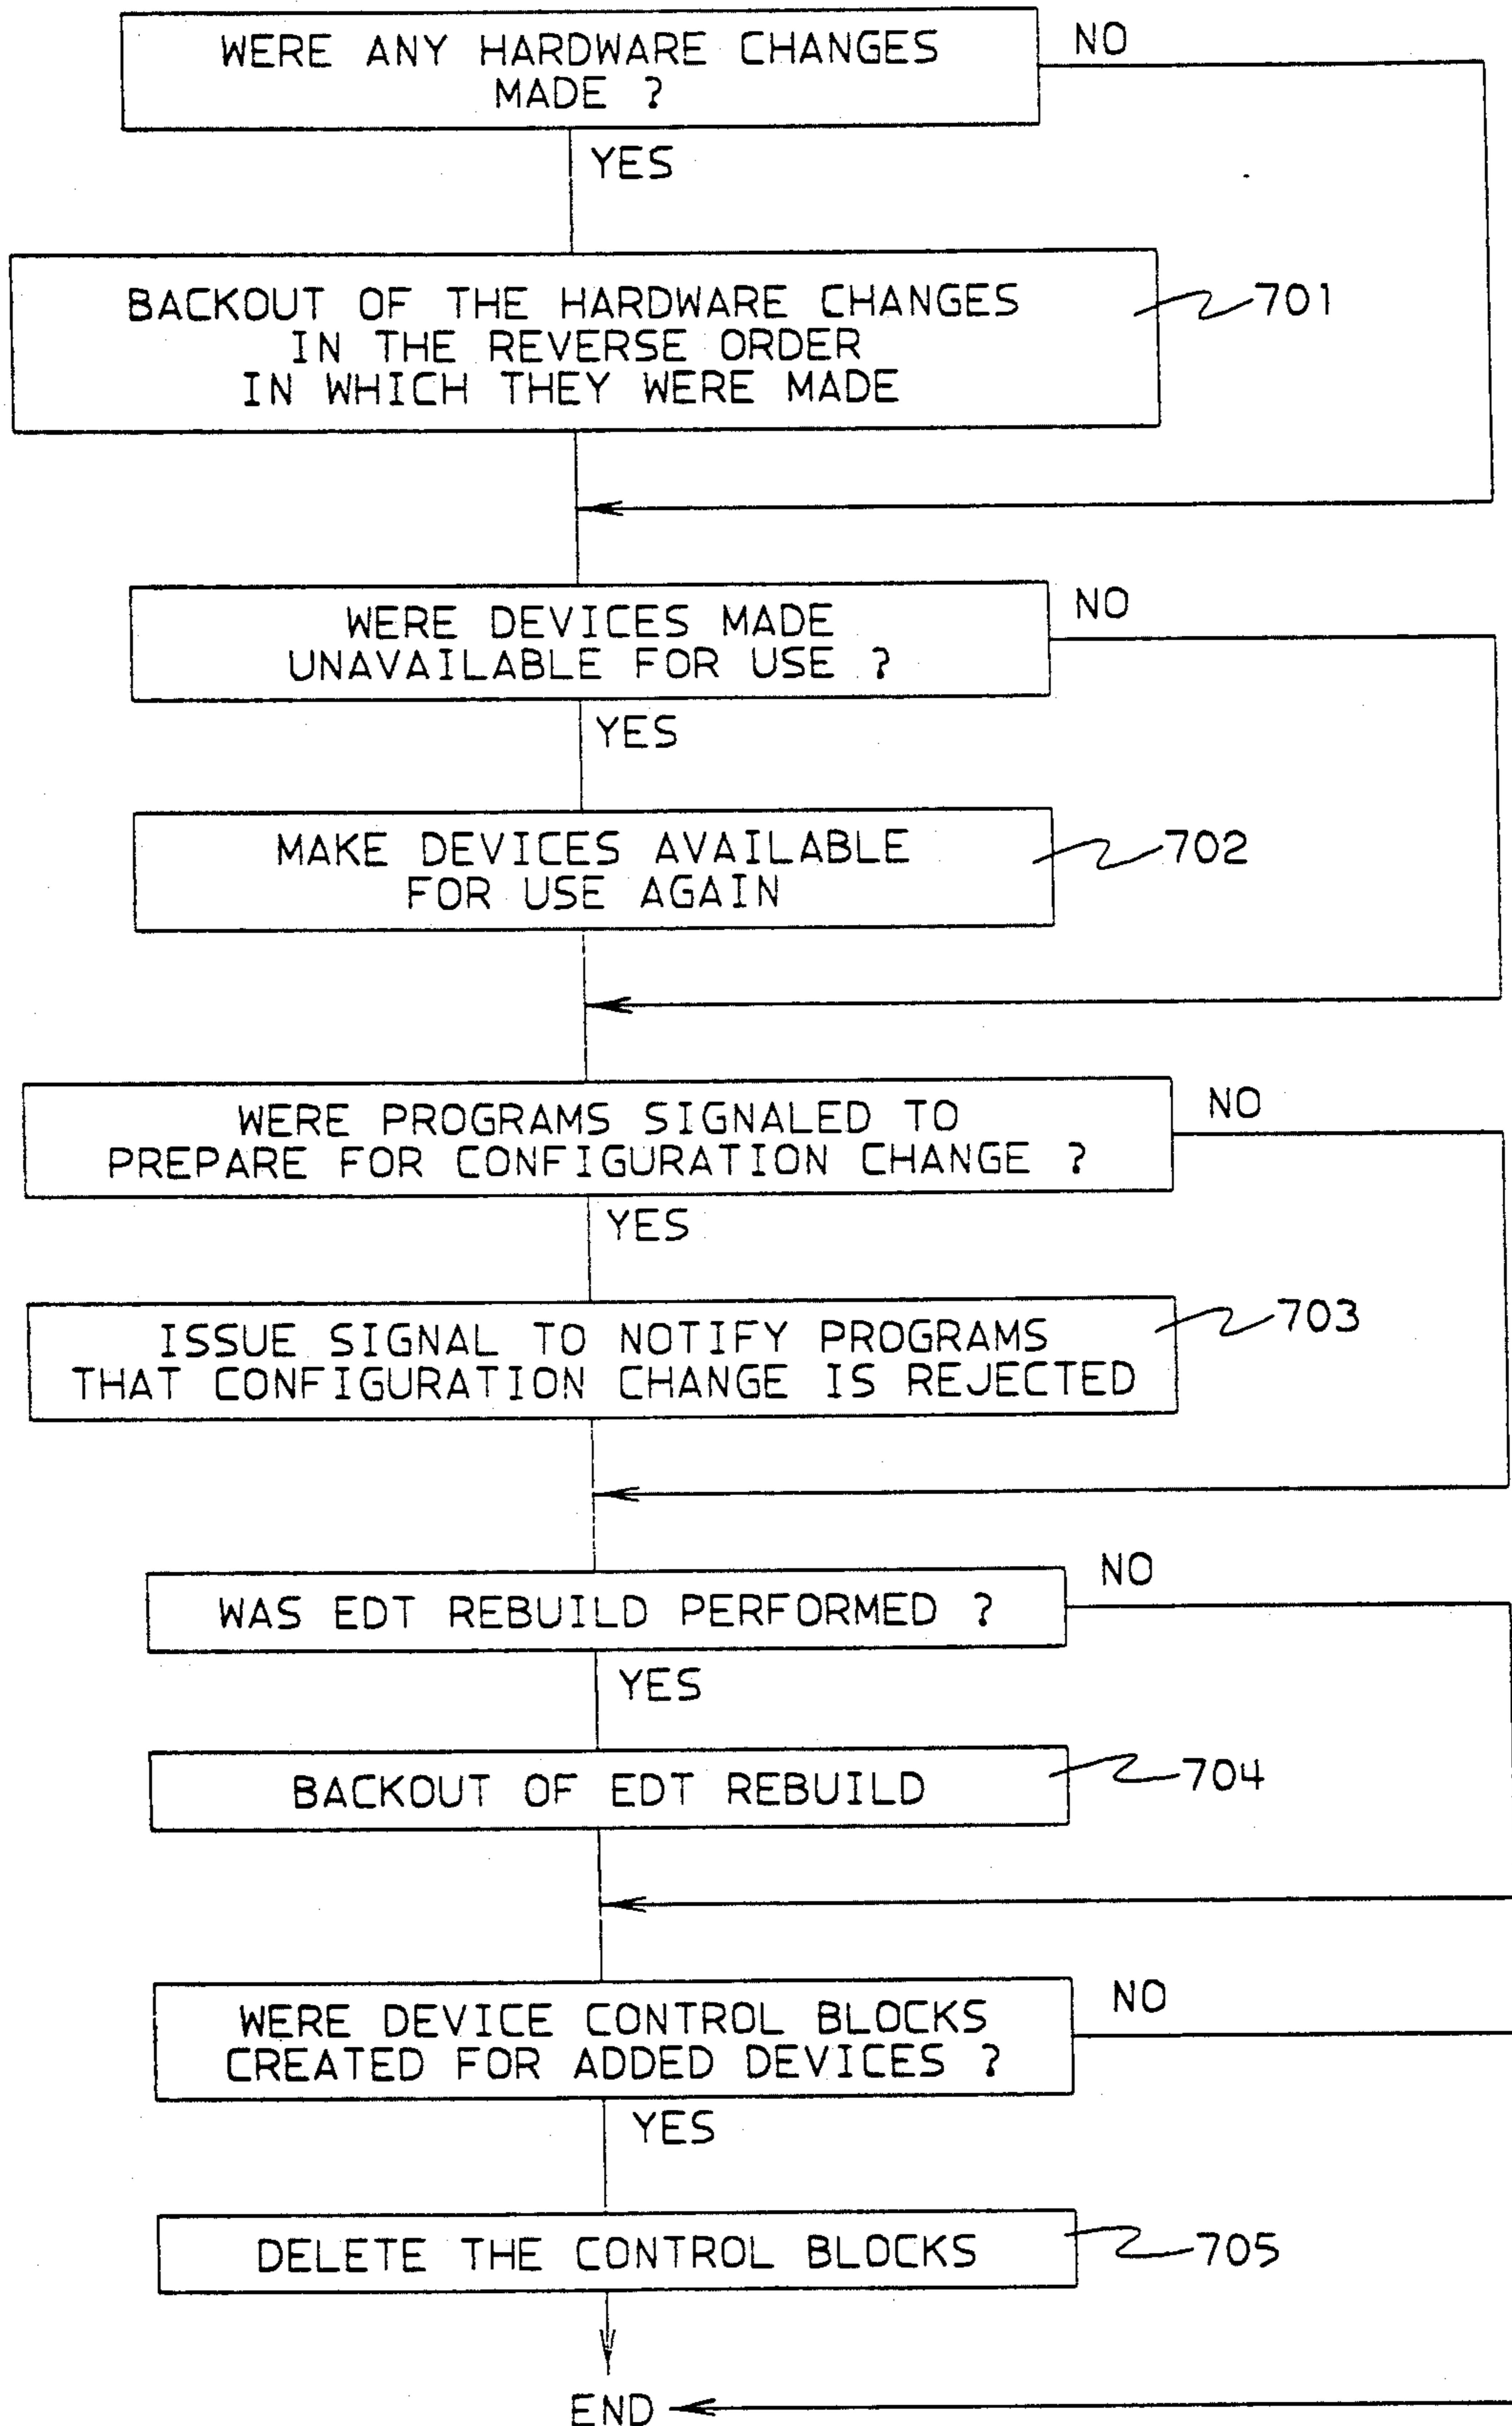 WERE ANY HARDWARE CHANGES
MADE ?
NO
YES
BACKOUT OF THE HARDWARE CHANGES
IN THE REVERSE ORDER
IN WHICH THEY WERE MADE
701
WERE DEVICES MADE
UNAVAILABLE FOR USE ?
NO
YES
MAKE DEVICES AVAILABLE
FOR USE AGAIN
702
WERE PROGRAMS SIGNALED TO
PREPARE FOR CONFIGURATION CHANGE ?
NO
YES
ISSUE SIGNAL TO NOTIFY PROGRAMS
THAT CONFIGURATION CHANGE IS REJECTED
703
WAS EDT REBUILD PERFORMED ?
NO
YES
BACKOUT OF EDT REBUILD
704
WERE DEVICE CONTROL BLOCKS
CREATED FOR ADDED DEVICES ?
NO
YES
DELETE THE CONTROL BLOCKS
705
END